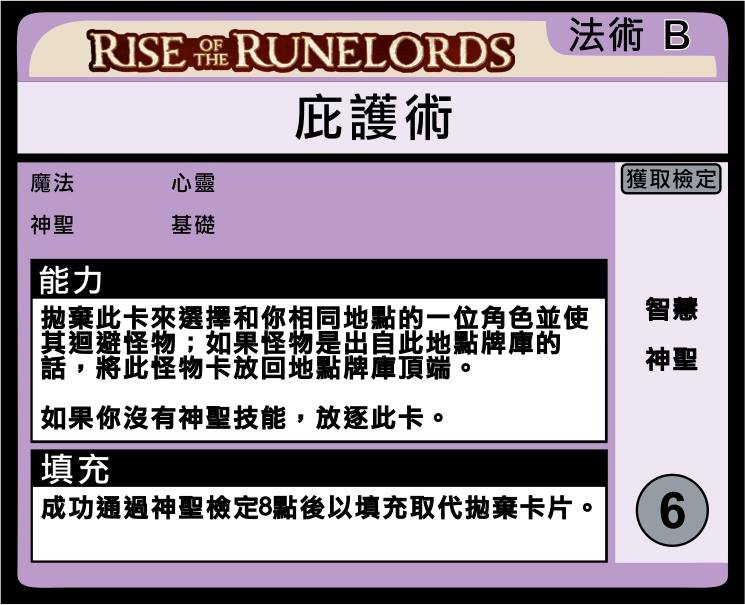 RISE OF THE RUNELORDS
法術 B
庇護術
魔法 心靈
獲取檢定
神聖 基礎
能力
拋棄此卡來選擇和你相同地點的一位角色並使
其迴避怪物；如果怪物是出自此地點牌庫的
話，將此怪物卡放回地點牌庫頂端。
如果你沒有神聖技能，放逐此卡。
智慧
神聖
填充
成功通過神聖檢定8點後以填充取代拋棄卡片。
6